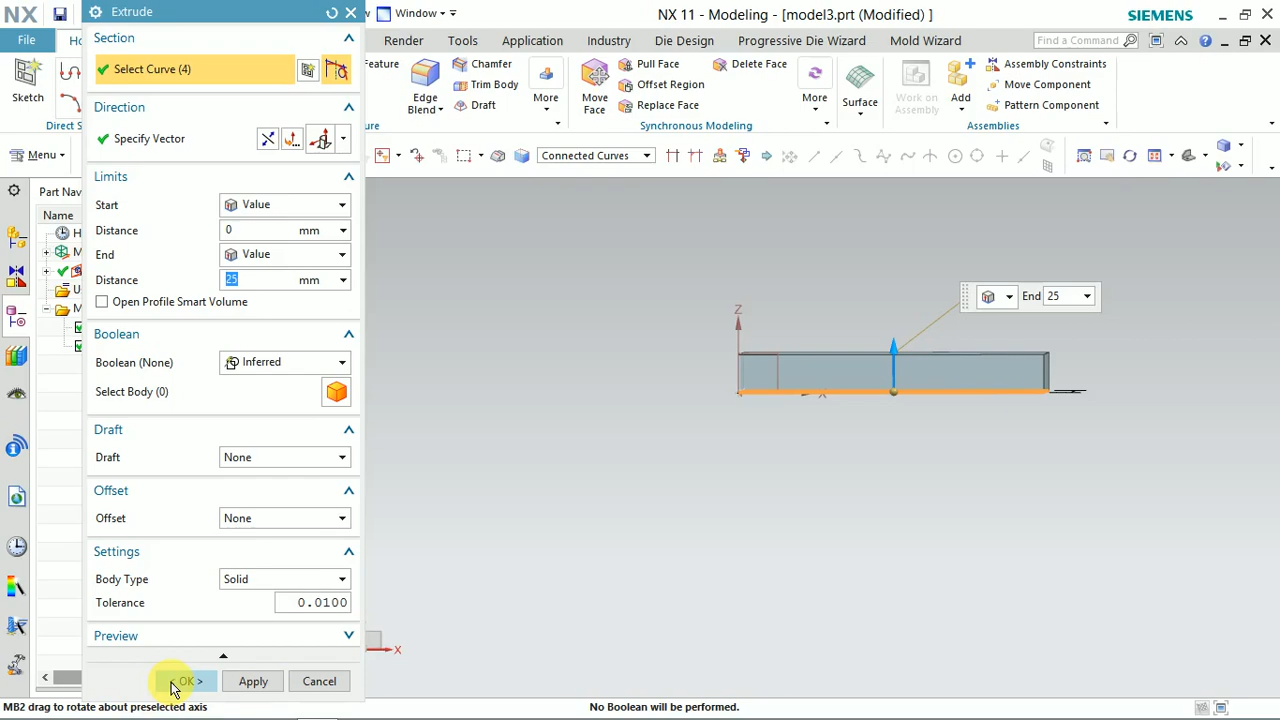 NX
Extrude
Window
NX 11 - Modeling - [model3.prt (Modified) ]
SIEMENS
File
Render
Tools
Application
Industry
Die Design
Progressive Die Wizard
Mold Wizard
Find a Command
Section
Select Curve (4)
Direction
Specify Vector
Limits
Start
Value
Distance
0
mm
End
Value
Distance
25
mm
Open Profile Smart Volume
Boolean
Boolean (None)
Inferred
Select Body (0)
Draft
Draft
None
Offset
Offset
None
Settings
Body Type
Solid
Tolerance
0.0100
Preview
< OK >
Apply
Cancel
Sketch
Direct S
Menu
Part Nav
Name
Feature
Edge
Blend
Chamfer
Trim Body
Draft
More
Move
Face
Pull Face
Offset Region
Replace Face
Delete Face
More
Synchronous Modeling
Surface
Work on
Assembly
Add
Assembly Constraints
Move Component
Pattern Component
Assemblies
Connected Curves
Z
X
End 25
X
MB2 drag to rotate about preselected axis
No Boolean will be performed.